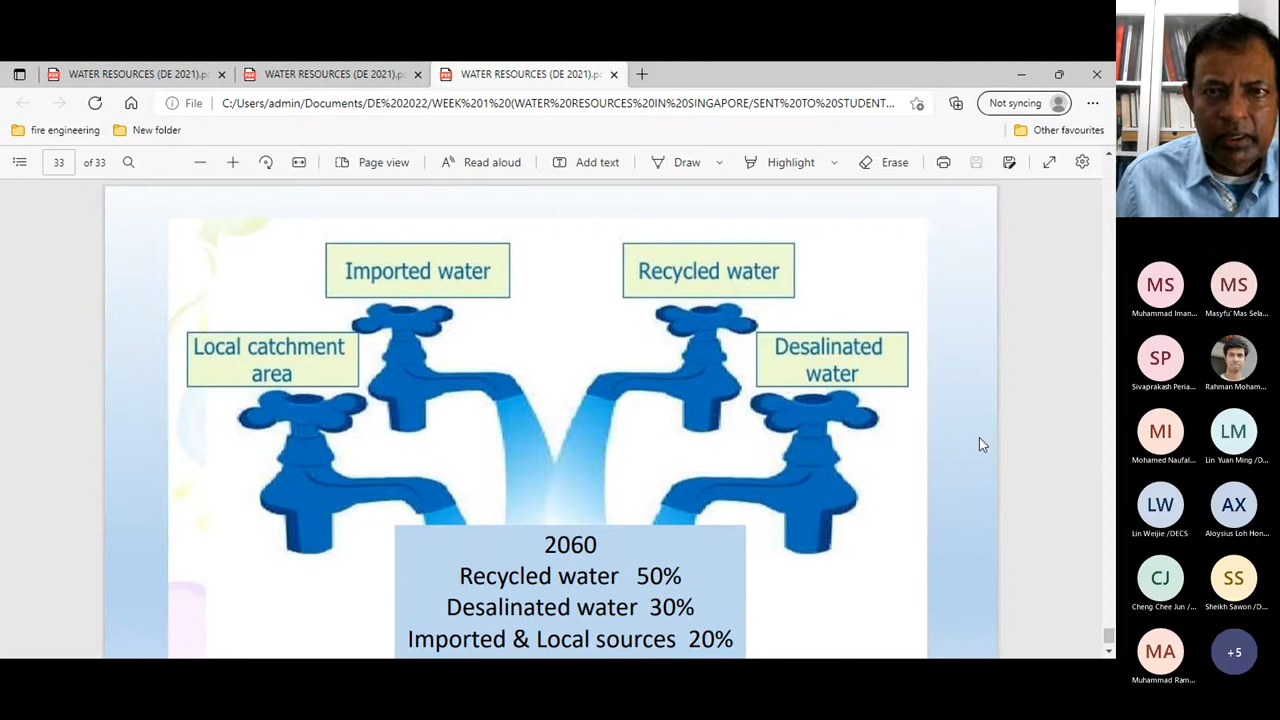 WATER RESOURCES (DE 2021).p
WATER RESOURCES (DE 2021).p
WATER RESOURCES (DE 2021).p
File
C:/Users/admin/Documents/DE%202022/WEEK%201%20(WATER%20RESOURCES%20IN%20SINGAPORE/SENT%20TO%20STUDENT...
Not syncing
fire engineering
New folder
Other favourites
33 of 33
Page view
Read aloud
Add text
Draw
Highlight
Erase
Imported water
Recycled water
Local catchment
area
Desalinated
water
2060
Recycled water 50%
Desalinated water 30%
Imported & Local sources 20%
MS
MS
Muhammad Iman...
Masyfu' Mas Sela...
SP
Sivaprakash Peria...
Rahman Moham...
MI
LM
Mohamed Naufal...
Lin Yuan Ming /D...
LW
AX
Lin Weijie /DECS
Aloysius Loh Hon...
CJ
SS
Cheng Chee Jun /...
Sheikh Sawon /D...
MA
+5
Muhammad Ram...